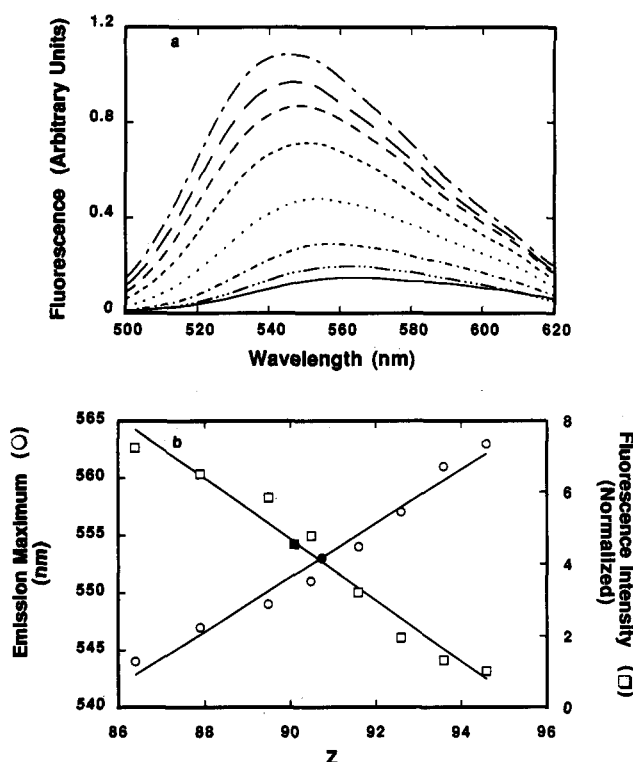 a
1.2
0.8
0.4
0
Fluorescence (Arbitrary Units)
500 520 540 560 580 600 620
Wavelength (nm)
b
565
560
555
550
545
540
Emission Maximum (○)
(nm)
8
6
4
2
0
Fluorescence Intensity (□)
(Normalized)
86 88 90 92 94 96
Z